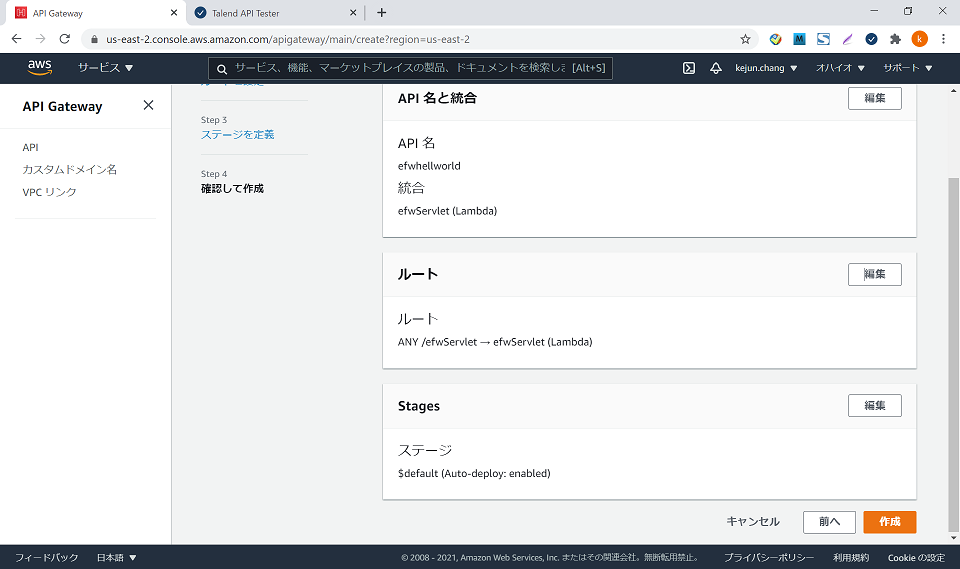 API Gateway
Talend API Tester
us-east-2.console.aws.amazon.com/apigateway/main/create?region=us-east-2
k
aws
サービス
サービス、機能、マーケットプレイスの製品、ドキュメントを検索しま
[Alt+S]
kejun.chang
オハイオ
サポート
API Gateway
API
カスタムドメイン名
VPC リンク
Step 3
ステージを定義
Step 4
確認して作成
API 名と統合
編集
API 名
efwhellworld
統合
efwServlet (Lambda)
ルート
編集
ルート
ANY /efwServlet → efwServlet (Lambda)
Stages
編集
ステージ
$default (Auto-deploy: enabled)
キャンセル
前へ
作成
フィードバック
日本語
© 2008 - 2021, Amazon Web Services, Inc. またはその関連会社。無断転用禁止。
プライバシーポリシー
利用規約
Cookie の設定